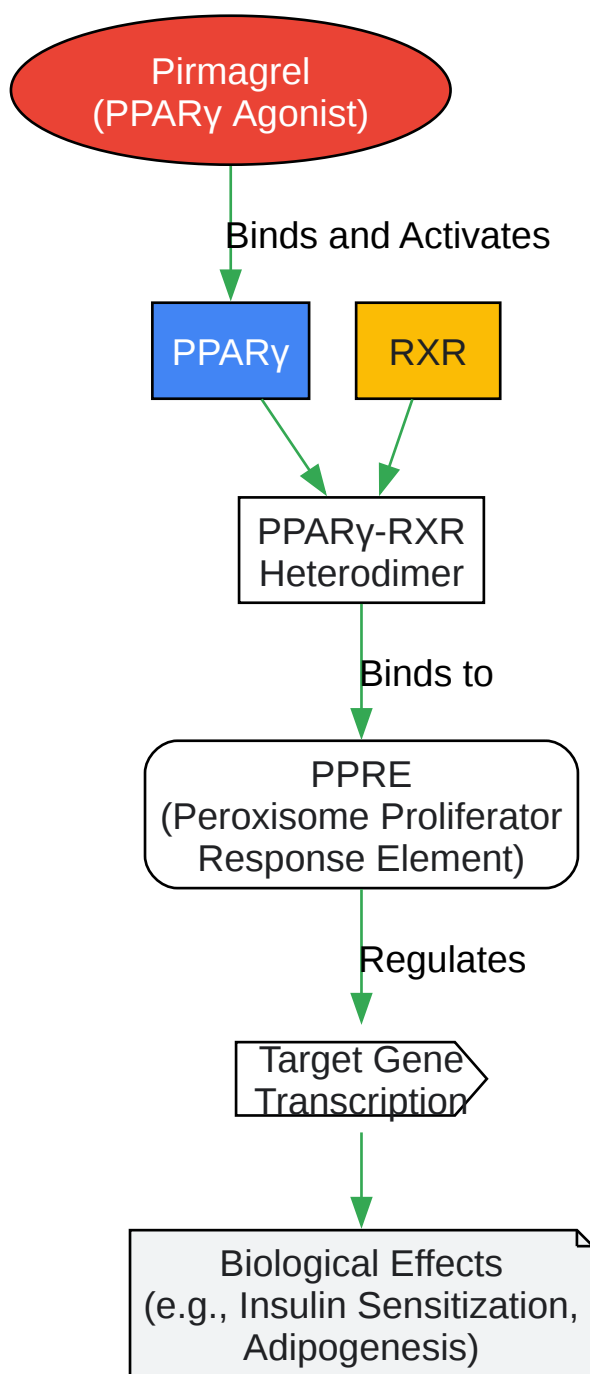 Pirmagrel
(PPARγ Agonist)
Binds and Activates
PPARγ
RXR
PPARγ-RXR
Heterodimer
Binds to
PPRE
(Peroxisome Proliferator
Response Element)
Regulates
Target Gene
Transcription
Biological Effects
(e.g., Insulin Sensitization,
Adipogenesis)